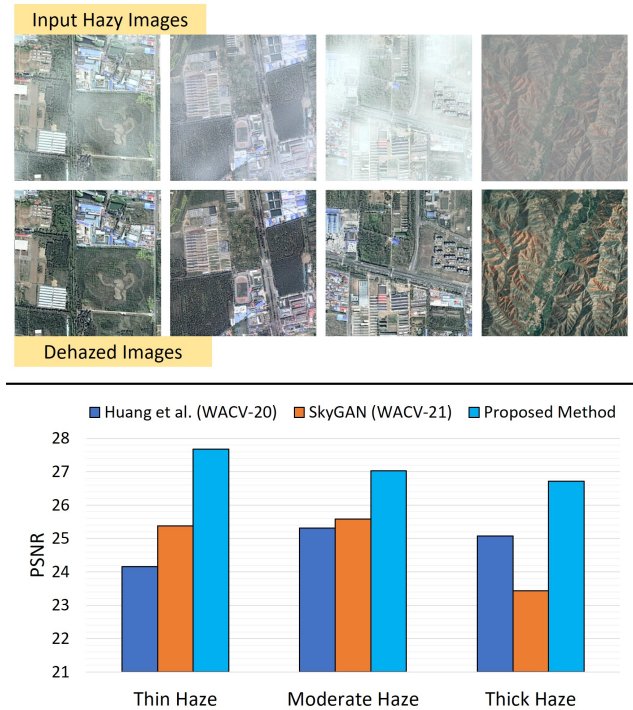 Input Hazy Images
Dehazed Images
Huang et al. (WACV-20) SkyGAN (WACV-21) Proposed Method
28
27
26
25
24
23
22
21
PSNR
Thin Haze Moderate Haze Thick Haze